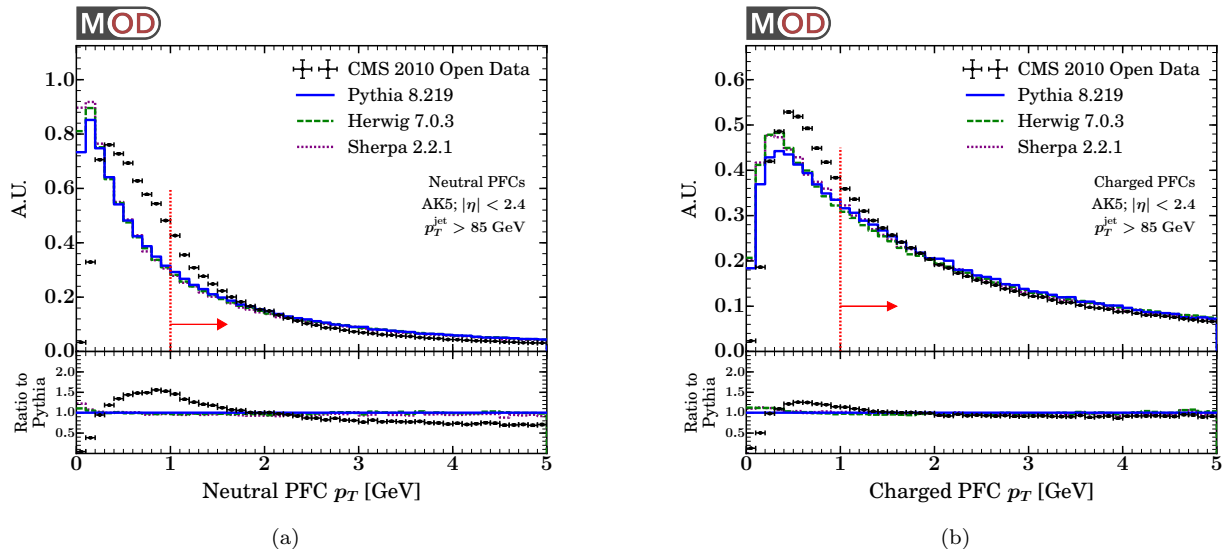 MOD
1.0
0.8
0.6
0.4
0.2
0.0
A.U.
CMS 2010 Open Data
Pythia 8.219
Herwig 7.0.3
Sherpa 2.2.1
Neutral PFCs
AK5; |η| < 2.4
p_T^jet > 85 GeV
2.0
1.5
1.0
0.5
Ratio to
Pythia
0 1 2 3 4 5
Neutral PFC p_T [GeV]
(a)
MOD
0.6
0.5
0.4
0.3
0.2
0.1
0.0
A.U.
CMS 2010 Open Data
Pythia 8.219
Herwig 7.0.3
Sherpa 2.2.1
Charged PFCs
AK5; |η| < 2.4
p_T^jet > 85 GeV
2.0
1.5
1.0
0.5
Ratio to
Pythia
0 1 2 3 4 5
Charged PFC p_T [GeV]
(b)